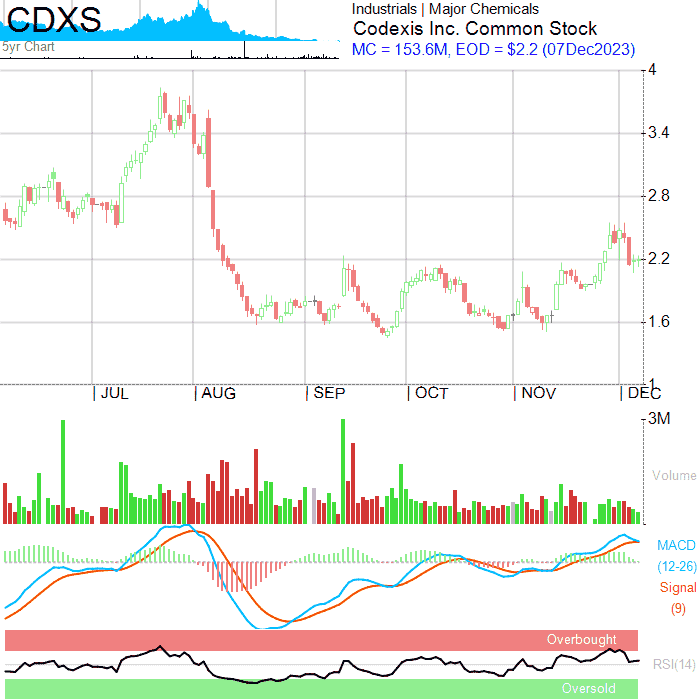 CDXS
5yr Chart
Industrials | Major Chemicals
Codexis Inc. Common Stock
MC = 153.6M, EOD = $2.2 (07Dec2023)
4
3.4
2.8
2.2
1.6
1
JUL AUG SEP OCT NOV DEC
3M
Volume
MACD
(12-26)
Signal
(9)
Overbought
RSI(14)
Oversold